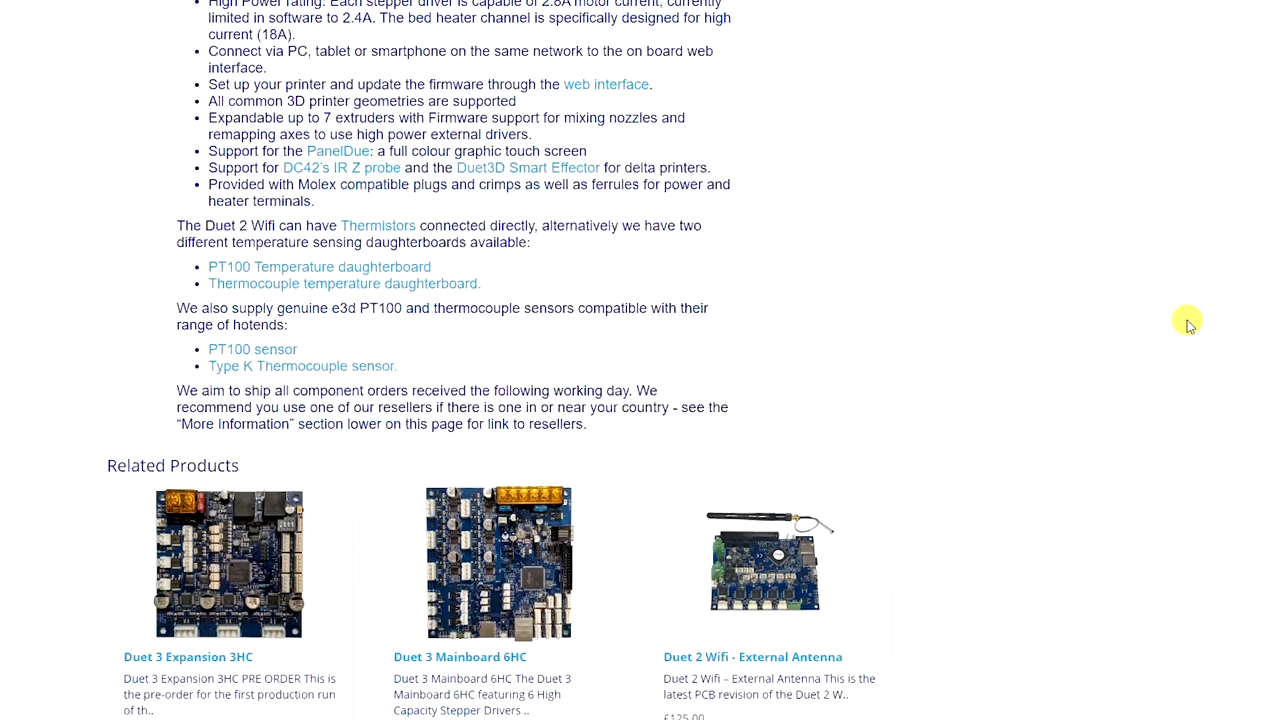 High Power rating: Each stepper driver is capable of 2.8A motor current, currently
limited in software to 2.4A. The bed heater channel is specifically designed for high
current (18A).
Connect via PC, tablet or smartphone on the same network to the on board web
interface.
Set up your printer and update the firmware through the web interface.
All common 3D printer geometries are supported
Expandable up to 7 extruders with Firmware support for mixing nozzles and
remapping axes to use high power external drivers.
Support for the PanelDue: a full colour graphic touch screen
Support for DC42's IR Z probe and the Duet3D Smart Effector for delta printers.
Provided with Molex compatible plugs and crimps as well as ferrules for power and
heater terminals.
The Duet 2 Wifi can have Thermistors connected directly, alternatively we have two
different temperature sensing daughterboards available:
PT100 Temperature daughterboard
Thermocouple temperature daughterboard.
We also supply genuine e3d PT100 and thermocouple sensors compatible with their
range of hotends:
PT100 sensor
Type K Thermocouple sensor.
We aim to ship all component orders received the following working day. We
recommend you use one of our resellers if there is one in or near your country - see the
“More Information” section lower on this page for link to resellers.
Related Products
Duet 3 Expansion 3HC
Duet 3 Expansion 3HC PRE ORDER This is
the pre-order for the first production run
of th..
Duet 3 Mainboard 6HC
Duet 3 Mainboard 6HC The Duet 3
Mainboard 6HC featuring 6 High
Capacity Stepper Drivers ..
Duet 2 Wifi - External Antenna
Duet 2 Wifi – External Antenna This is the
latest PCB revision of the Duet 2 W..
£125.00